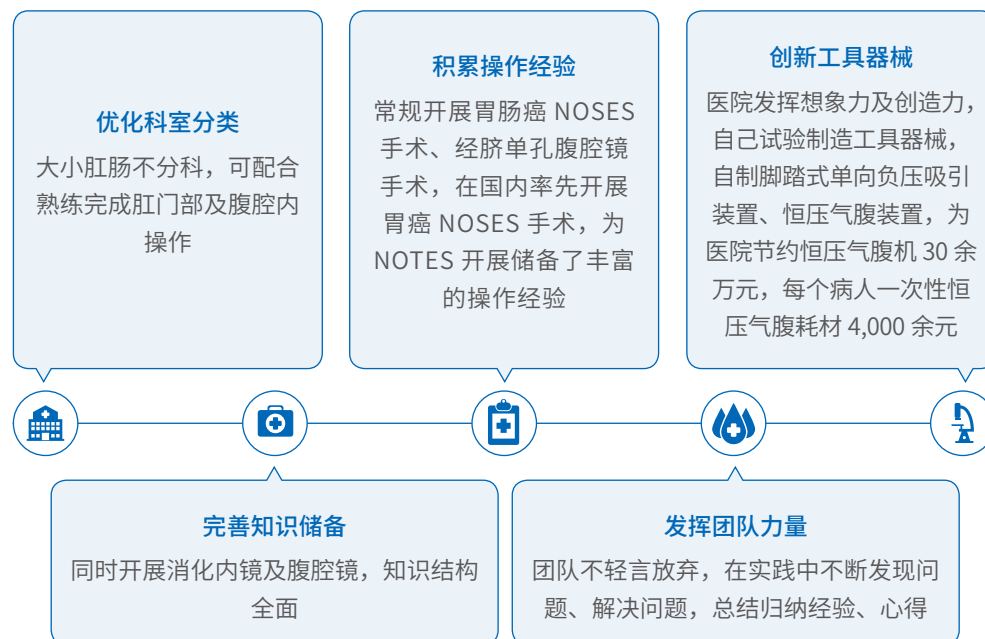 优化科室分类
大小肛肠不分科，可配合
熟练完成肛门部及腹腔内
操作
积累操作经验
常规开展胃肠癌 NOSES
手术、经脐单孔腹腔镜
手术，在国内率先开展
胃癌 NOSES 手术，为
NOTES 开展储备了丰富
的操作经验
创新工具器械
医院发挥想象力及创造力，
自己试验制造工具器械，
自制脚踏式单向负压吸引
装置、恒压气腹装置，为
医院节约恒压气腹机 30 余
万元，每个病人一次性恒
压气腹耗材 4,000 余元
完善知识储备
同时开展消化内镜及腹腔镜，知识结构
全面
发挥团队力量
团队不轻言放弃，在实践中不断发现问
题、解决问题，总结归纳经验、心得